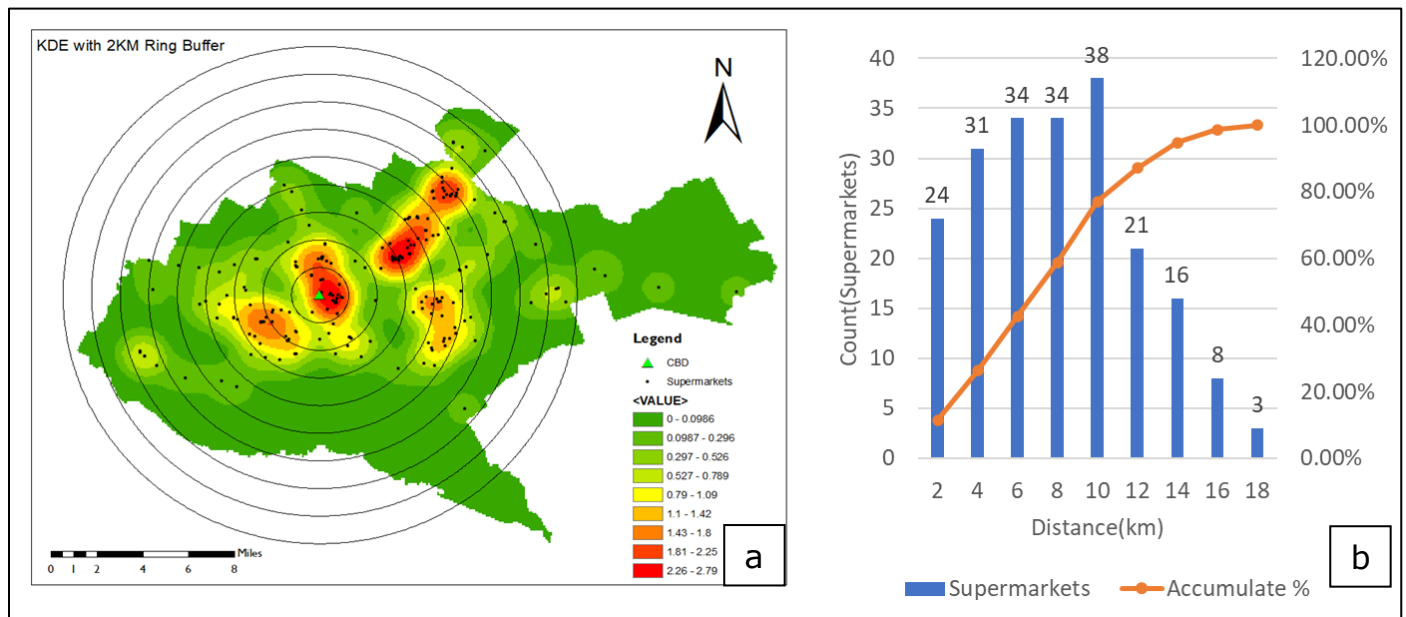 KDE with 2KM Ring Buffer
N
Legend
CBD
Supermarkets
<VALUE>
0 - 0.0986
0.0987 - 0.296
0.297 - 0.526
0.527 - 0.789
0.79 - 1.09
1.1 - 1.42
1.43 - 1.8
1.81 - 2.25
2.26 - 2.79
Miles
0 1 2 4 6 8
a
40
35
30
25
20
15
10
5
0
Count(Supermarkets)
24
31
34
34
38
21
16
8
3
120.00%
100.00%
80.00%
60.00%
40.00%
20.00%
0.00%
2 4 6 8 10 12 14 16 18
Distance(km)
Supermarkets Accumulate %
b